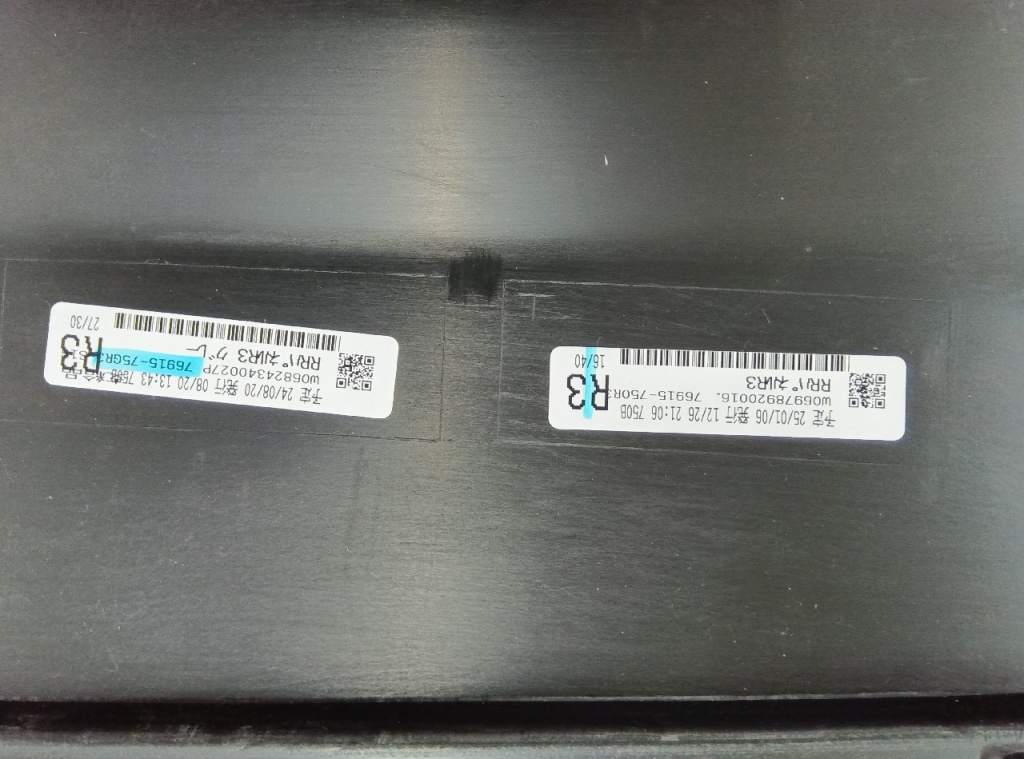 予定 25/01/06 発行 12/26 21:06 750B
W06978920016. 76915-750R3
R3
RRﾊﾟﾈﾙR3
16/40
予定 24/08/20 発行 08/20 13:43
W06824340027P 76915-75GR3
R3
RRﾊﾟﾈﾙR3 グレー
27/30